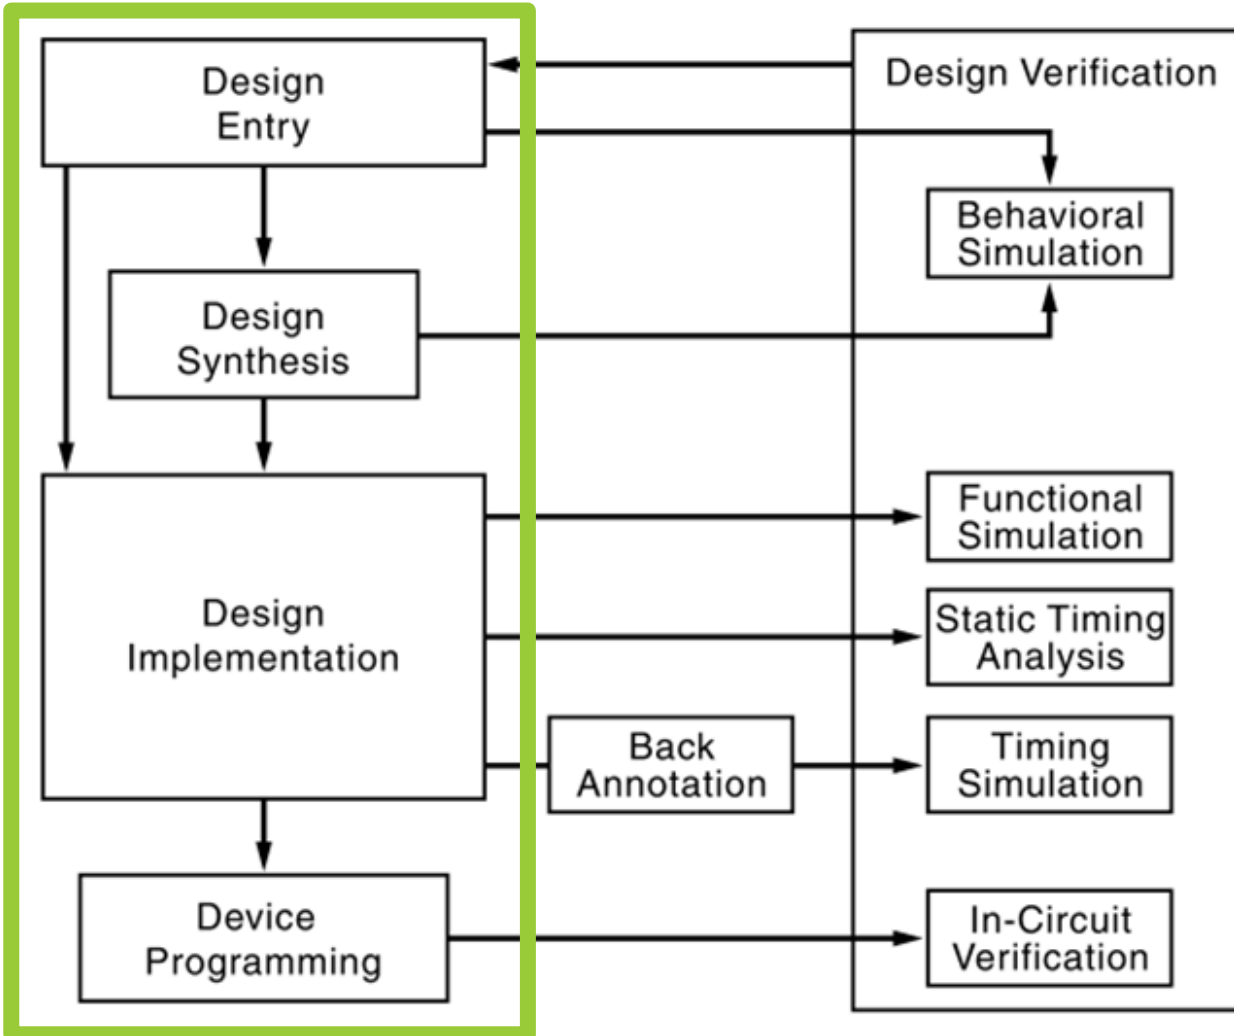 Design
Entry
Design Verification
Behavioral
Simulation
Design
Synthesis
Functional
Simulation
Design
Implementation
Static Timing
Analysis
Back
Annotation
Timing
Simulation
Device
Programming
In-Circuit
Verification